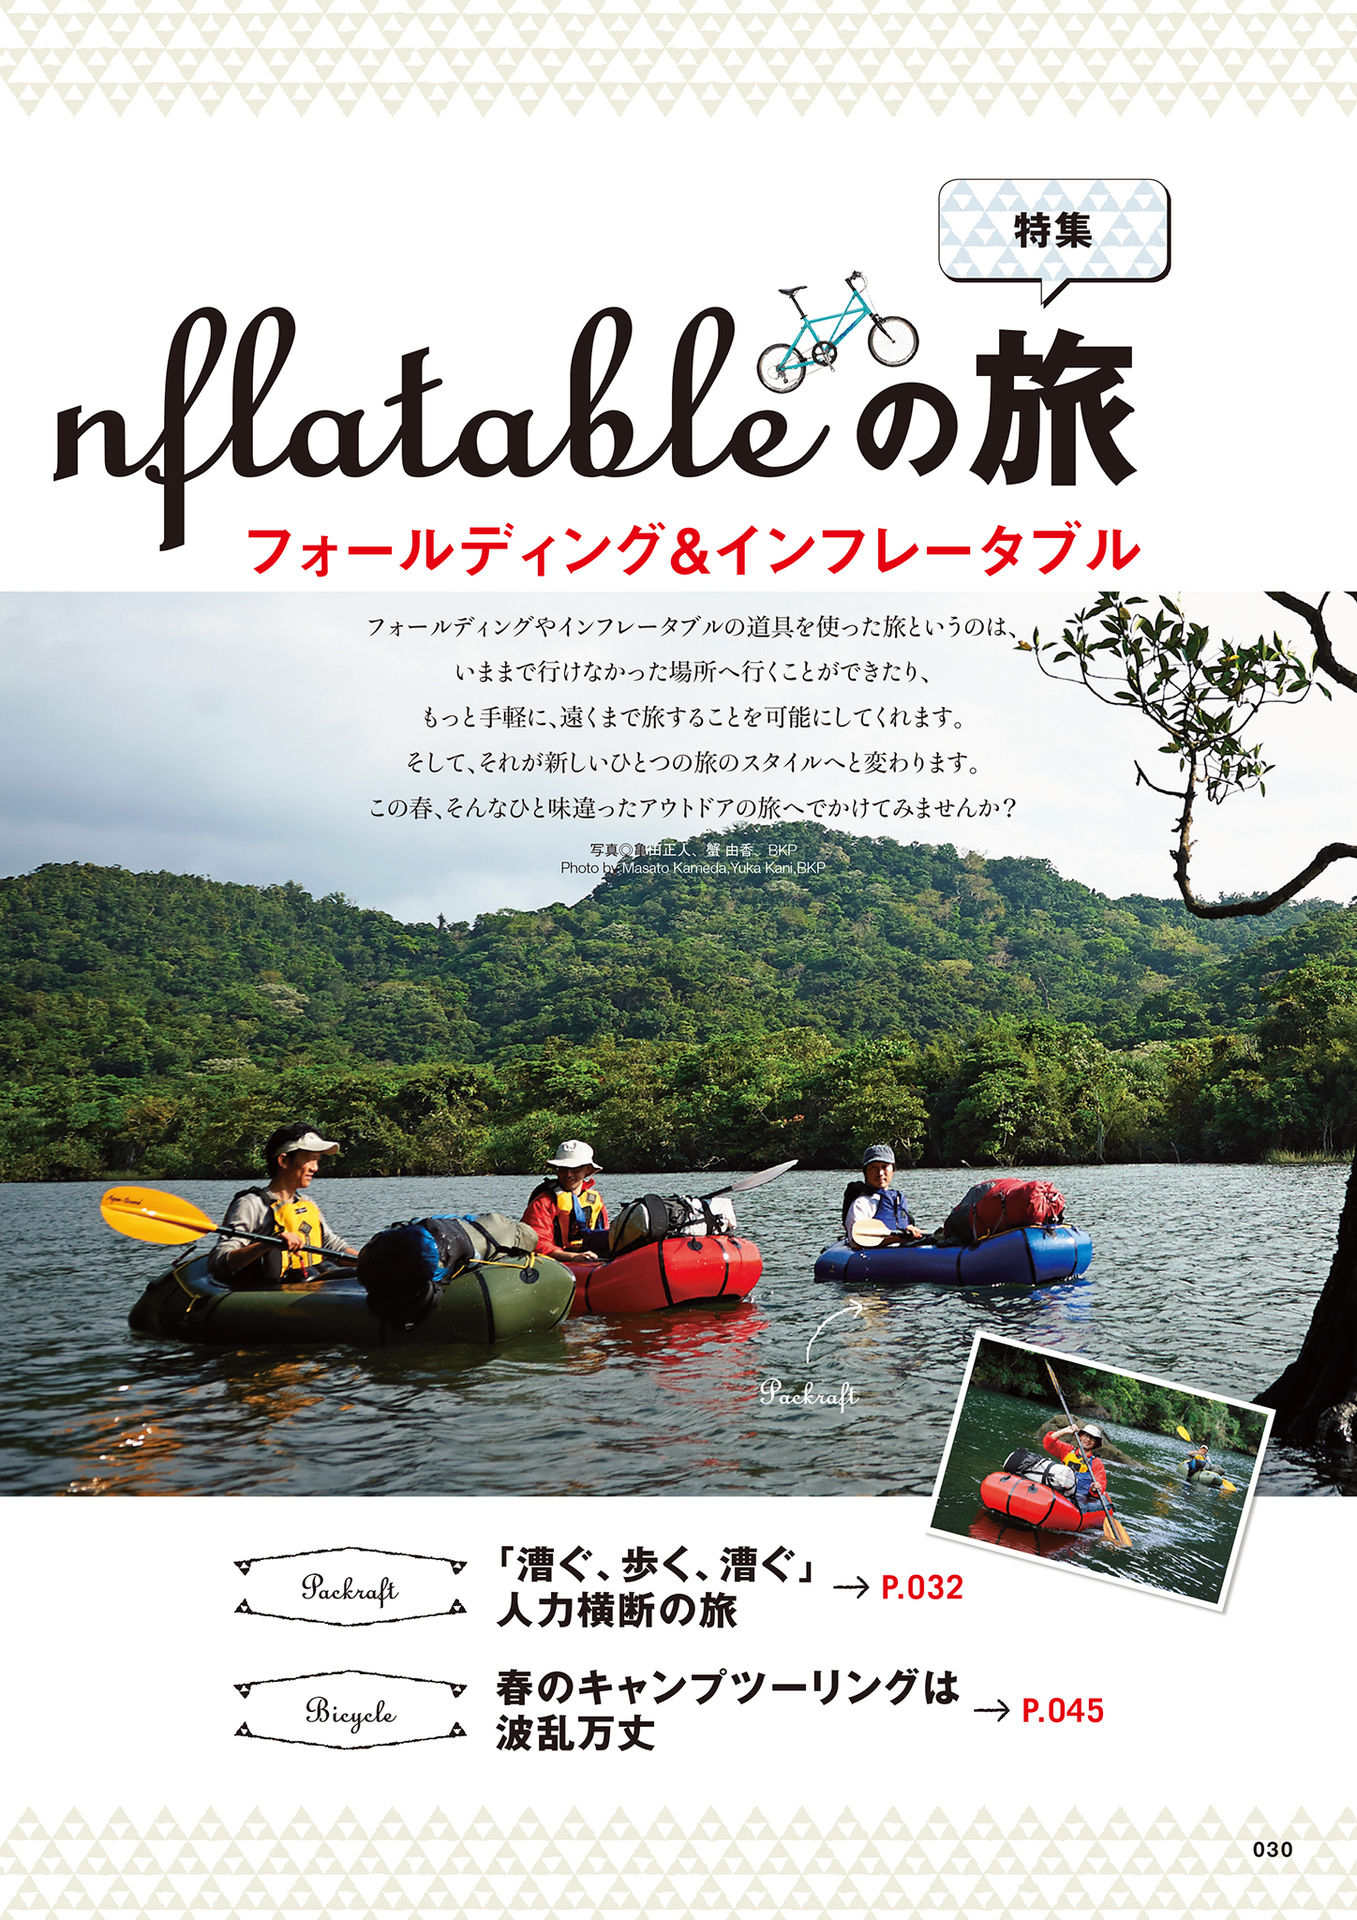 特集
nflatableの旅
フォールディング&インフレータブル
フォールディングやインフレータブルの道具を使った旅というのは、
いままで行けなかった場所へ行くことができたり、
もっと手軽に、遠くまで旅することを可能にしてくれます。
そして、それが新しいひとつの旅のスタイルへと変わります。
この春、そんなひと味違ったアウトドアの旅へでかけてみませんか?
写真◎亀田正人、蟹 由香、BKP
Photo by Masato Kameda,Yuka Kani,BKP
Packraft
Packraft
「漕ぐ、歩く、漕ぐ」
人力横断の旅
→ P.032
Bicycle
春のキャンプツーリングは
波乱万丈
→ P.045
030